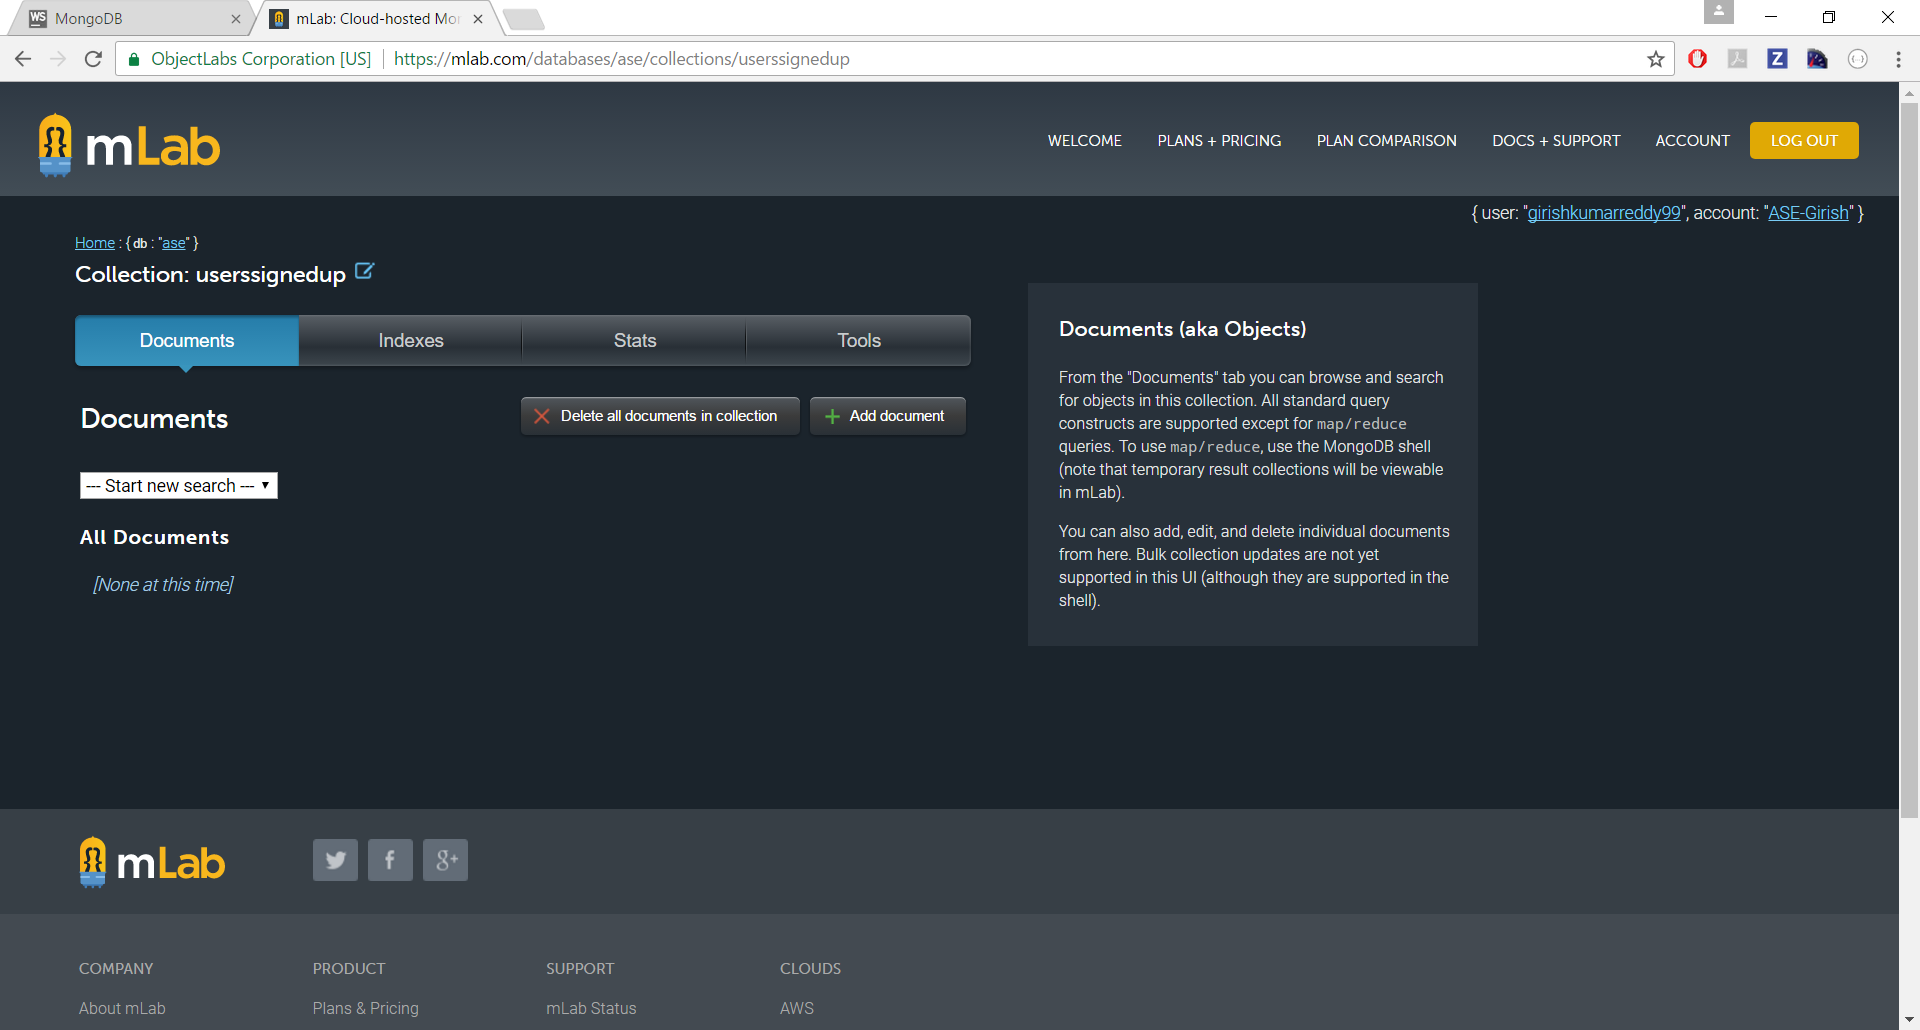 WS MongoDB
mLab: Cloud-hosted Mo
ObjectLabs Corporation [US] https://mlab.com/databases/ase/collections/userssignedup
Z
mLab
WELCOME PLANS + PRICING PLAN COMPARISON DOCS + SUPPORT ACCOUNT LOG OUT
{ user: "girishkumarreddy99", account: "ASE-Girish" }
Home : { db : "ase" }
Collection: userssignedup
Documents Indexes Stats Tools
Documents
Delete all documents in collection
Add document
--- Start new search ---
All Documents
[None at this time]
Documents (aka Objects)
From the "Documents" tab you can browse and search
for objects in this collection. All standard query
constructs are supported except for map/reduce
queries. To use map/reduce, use the MongoDB shell
(note that temporary result collections will be viewable
in mLab).
You can also add, edit, and delete individual documents
from here. Bulk collection updates are not yet
supported in this UI (although they are supported in the
shell).
mLab
f g+
COMPANY PRODUCT SUPPORT CLOUDS
About mLab Plans & Pricing mLab Status AWS